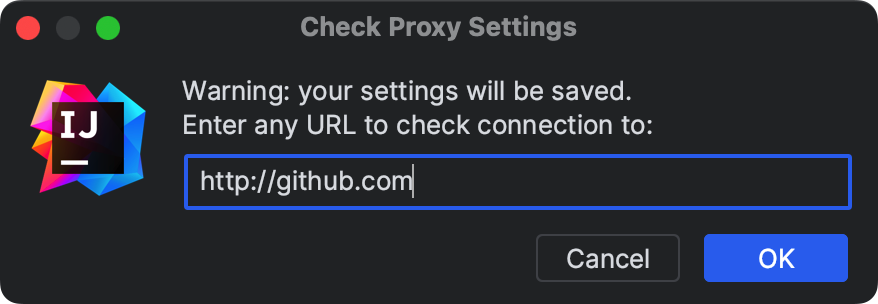 Check Proxy Settings
IJ
Warning: your settings will be saved.
Enter any URL to check connection to:
http://github.com
Cancel
OK